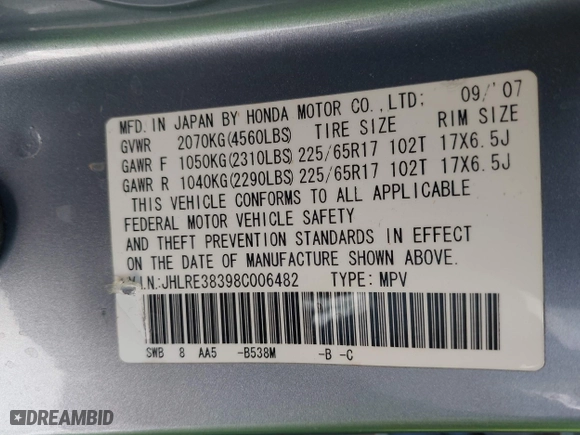 MFD. IN JAPAN BY HONDA MOTOR CO.,LTD; 09/'07
GVWR 2070KG(4560LBS) TIRE SIZE RIM SIZE
GAWR F 1050KG(2310LBS) 225/65R17 102T 17X6.5J
GAWR R 1040KG(2290LBS) 225/65R17 102T 17X6.5J
THIS VEHICLE CONFORMS TO ALL APPLICABLE
FEDERAL MOTOR VEHICLE SAFETY
AND THEFT PREVENTION STANDARDS IN EFFECT
ON THE DATE OF MANUFACTURE SHOWN ABOVE.
V.I.N.:JHLRE38398C006482 TYPE: MPV
SWB 8 AA5 -B538M -B -C
DREAMBID